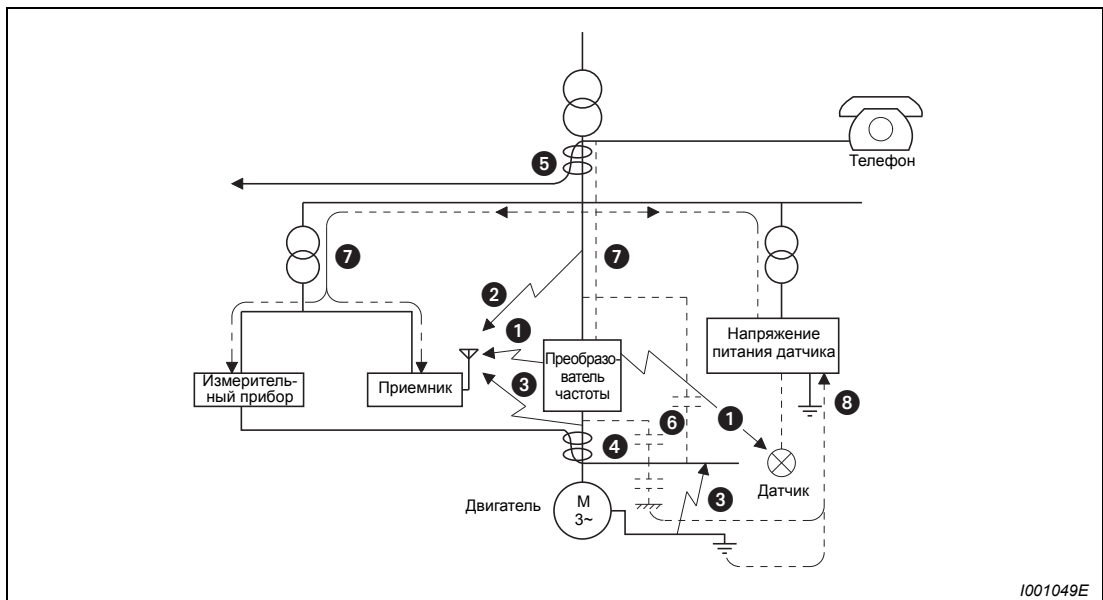 Телефон
5
7
7
2
1
Напряжение
питания датчика
Преобразо-
ватель
частоты
Измеритель-
ный прибор
Приемник
3
8
6
1
4
Датчик
3
Двигатель
M
3~
I001049E